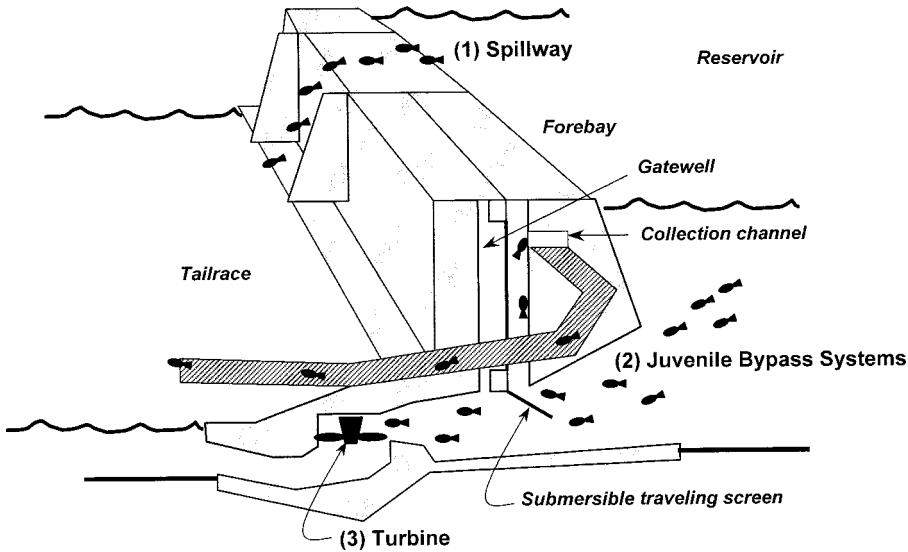 (1) Spillway
Reservoir
Forebay
Gatewell
Collection channel
Tailrace
(2) Juvenile Bypass Systems
Submersible traveling screen
(3) Turbine